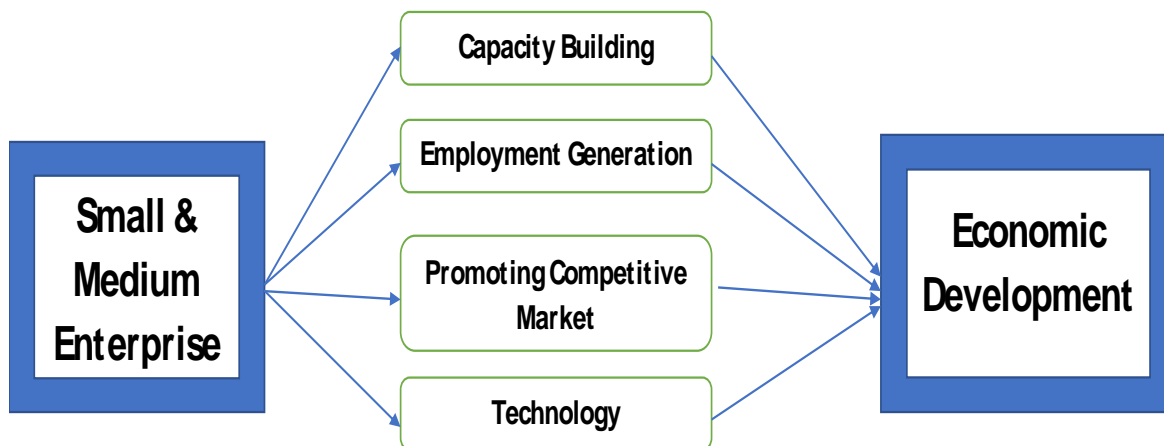 Capacity Building
Employment Generation
Small &
Medium
Enterprise
Promoting Competitive
Market
Technology
Economic
Development